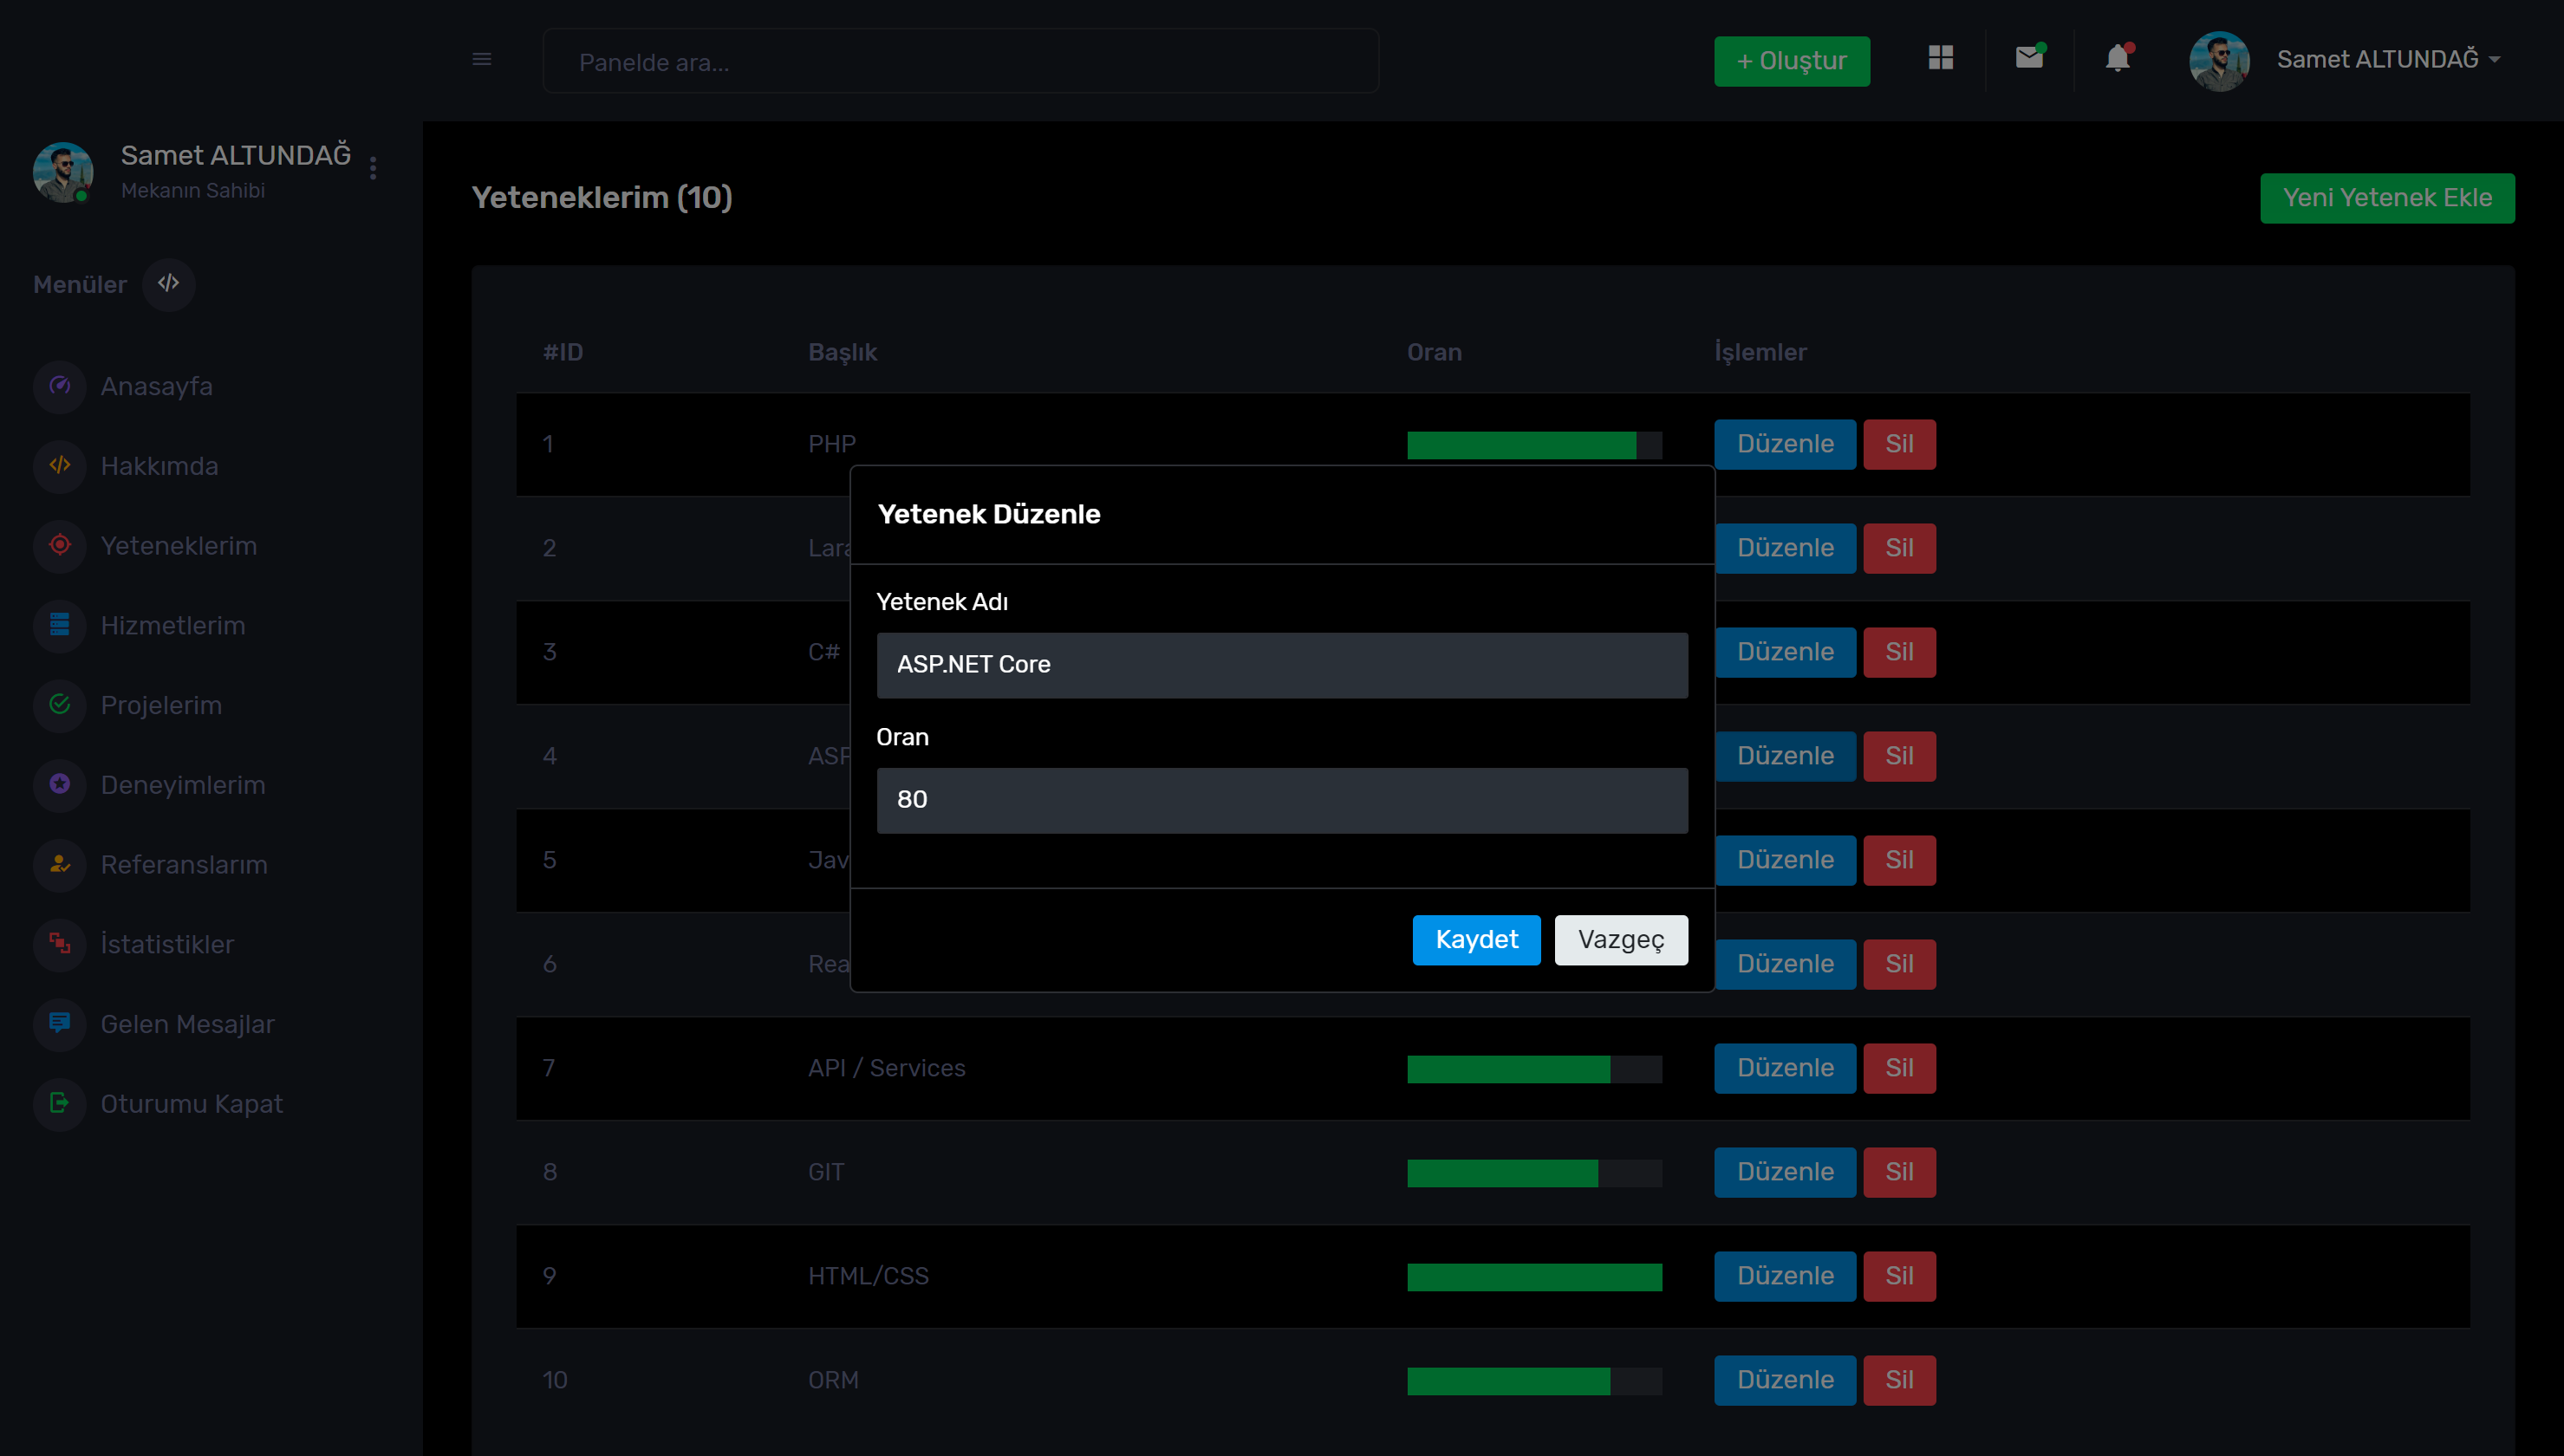 Panelde ara...
+ Oluştur
Samet ALTUNDAĞ
Samet ALTUNDAĞ
Mekanın Sahibi
Menüler
Anasayfa
Hakkımda
Yeteneklerim
Hizmetlerim
Projelerim
Deneyimlerim
Referanslarım
İstatistikler
Gelen Mesajlar
Oturumu Kapat
Yeteneklerim (10)
Yeni Yetenek Ekle
#ID Başlık Oran İşlemler
1 PHP Düzenle Sil
2 Düzenle Sil
3 C# Düzenle Sil
4 Düzenle Sil
5 Düzenle Sil
6 Düzenle Sil
7 API / Services Düzenle Sil
8 GIT Düzenle Sil
9 HTML/CSS Düzenle Sil
10 ORM Düzenle Sil
Yetenek Düzenle
Yetenek Adı
ASP.NET Core
Oran
80
Kaydet Vazgeç